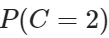 P(C = 2)